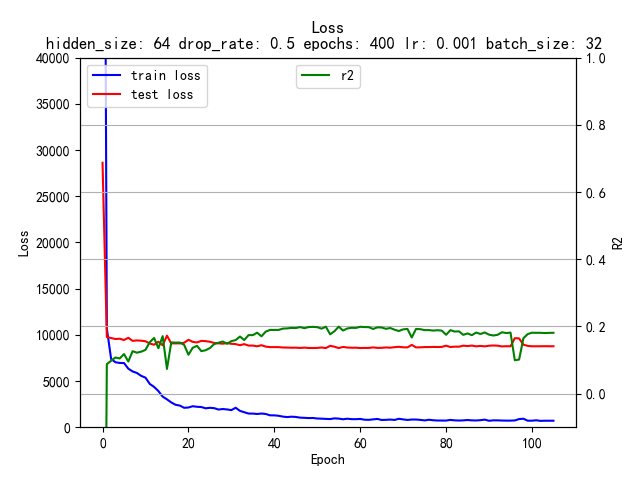 Loss
hidden_size: 64 drop_rate: 0.5 epochs: 400 lr: 0.001 batch_size: 32
train loss
test loss
r2
40000
35000
30000
25000
20000
15000
10000
5000
0
Loss
1.0
0.8
0.6
0.4
0.2
0.0
R2
0 20 40 60 80 100
Epoch